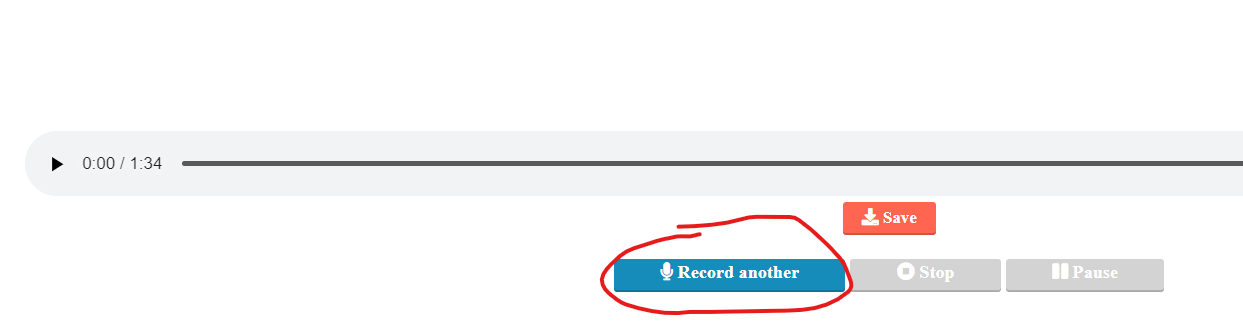 0:00 / 1:34
Save
Record another Stop Pause